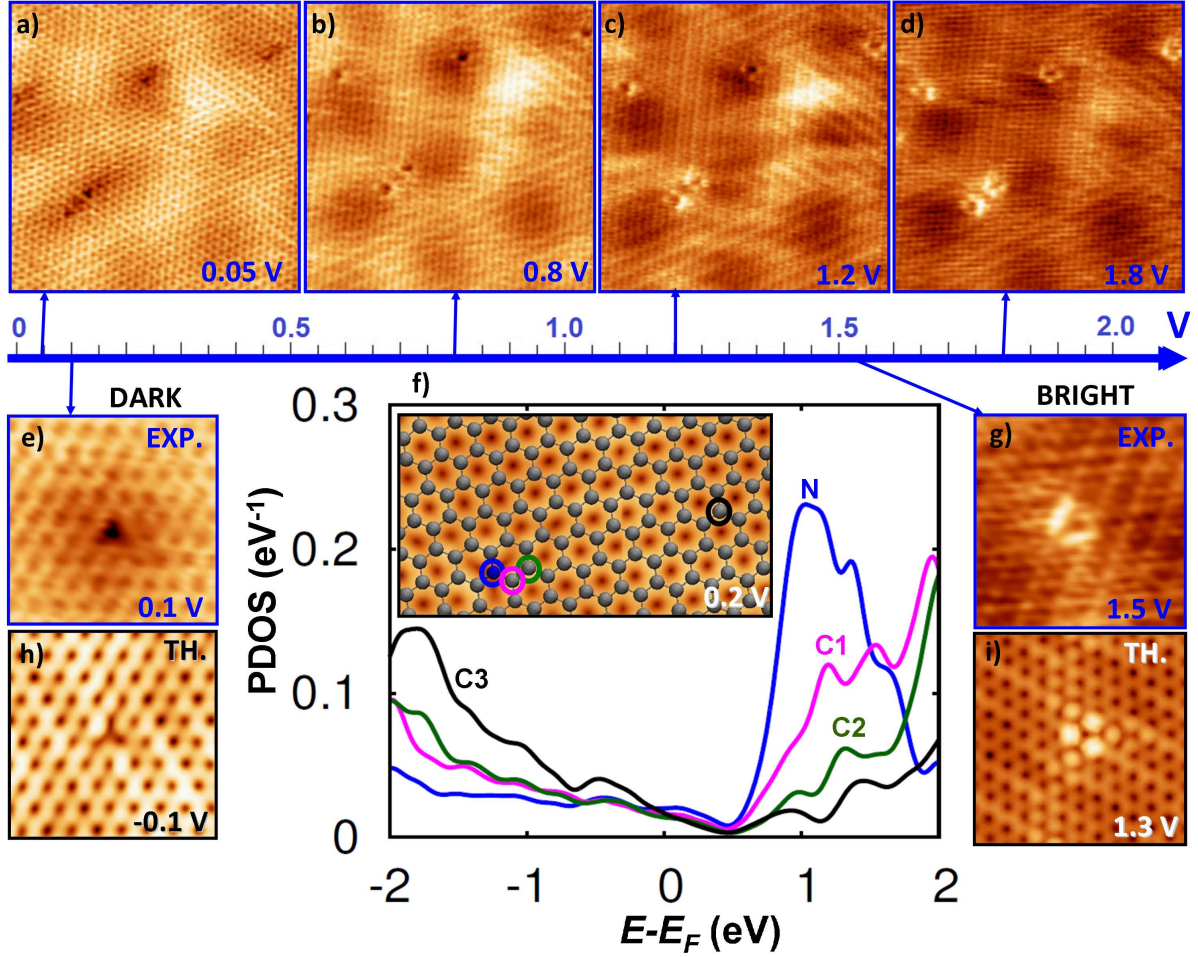 a) b) c) d)
0.05 V 0.8 V 1.2 V 1.8 V
0 0.5 1.0 1.5 2.0 V
DARK f) BRIGHT
e) EXP.
0.1 V
h) TH.
-0.1 V
PDOS (eV⁻¹)
0.3
0.2
0.1
0
N
C1
C2
C3
0.2 V
-2 -1 0 1 2
E-E_F (eV)
g) EXP.
1.5 V
i) TH.
1.3 V